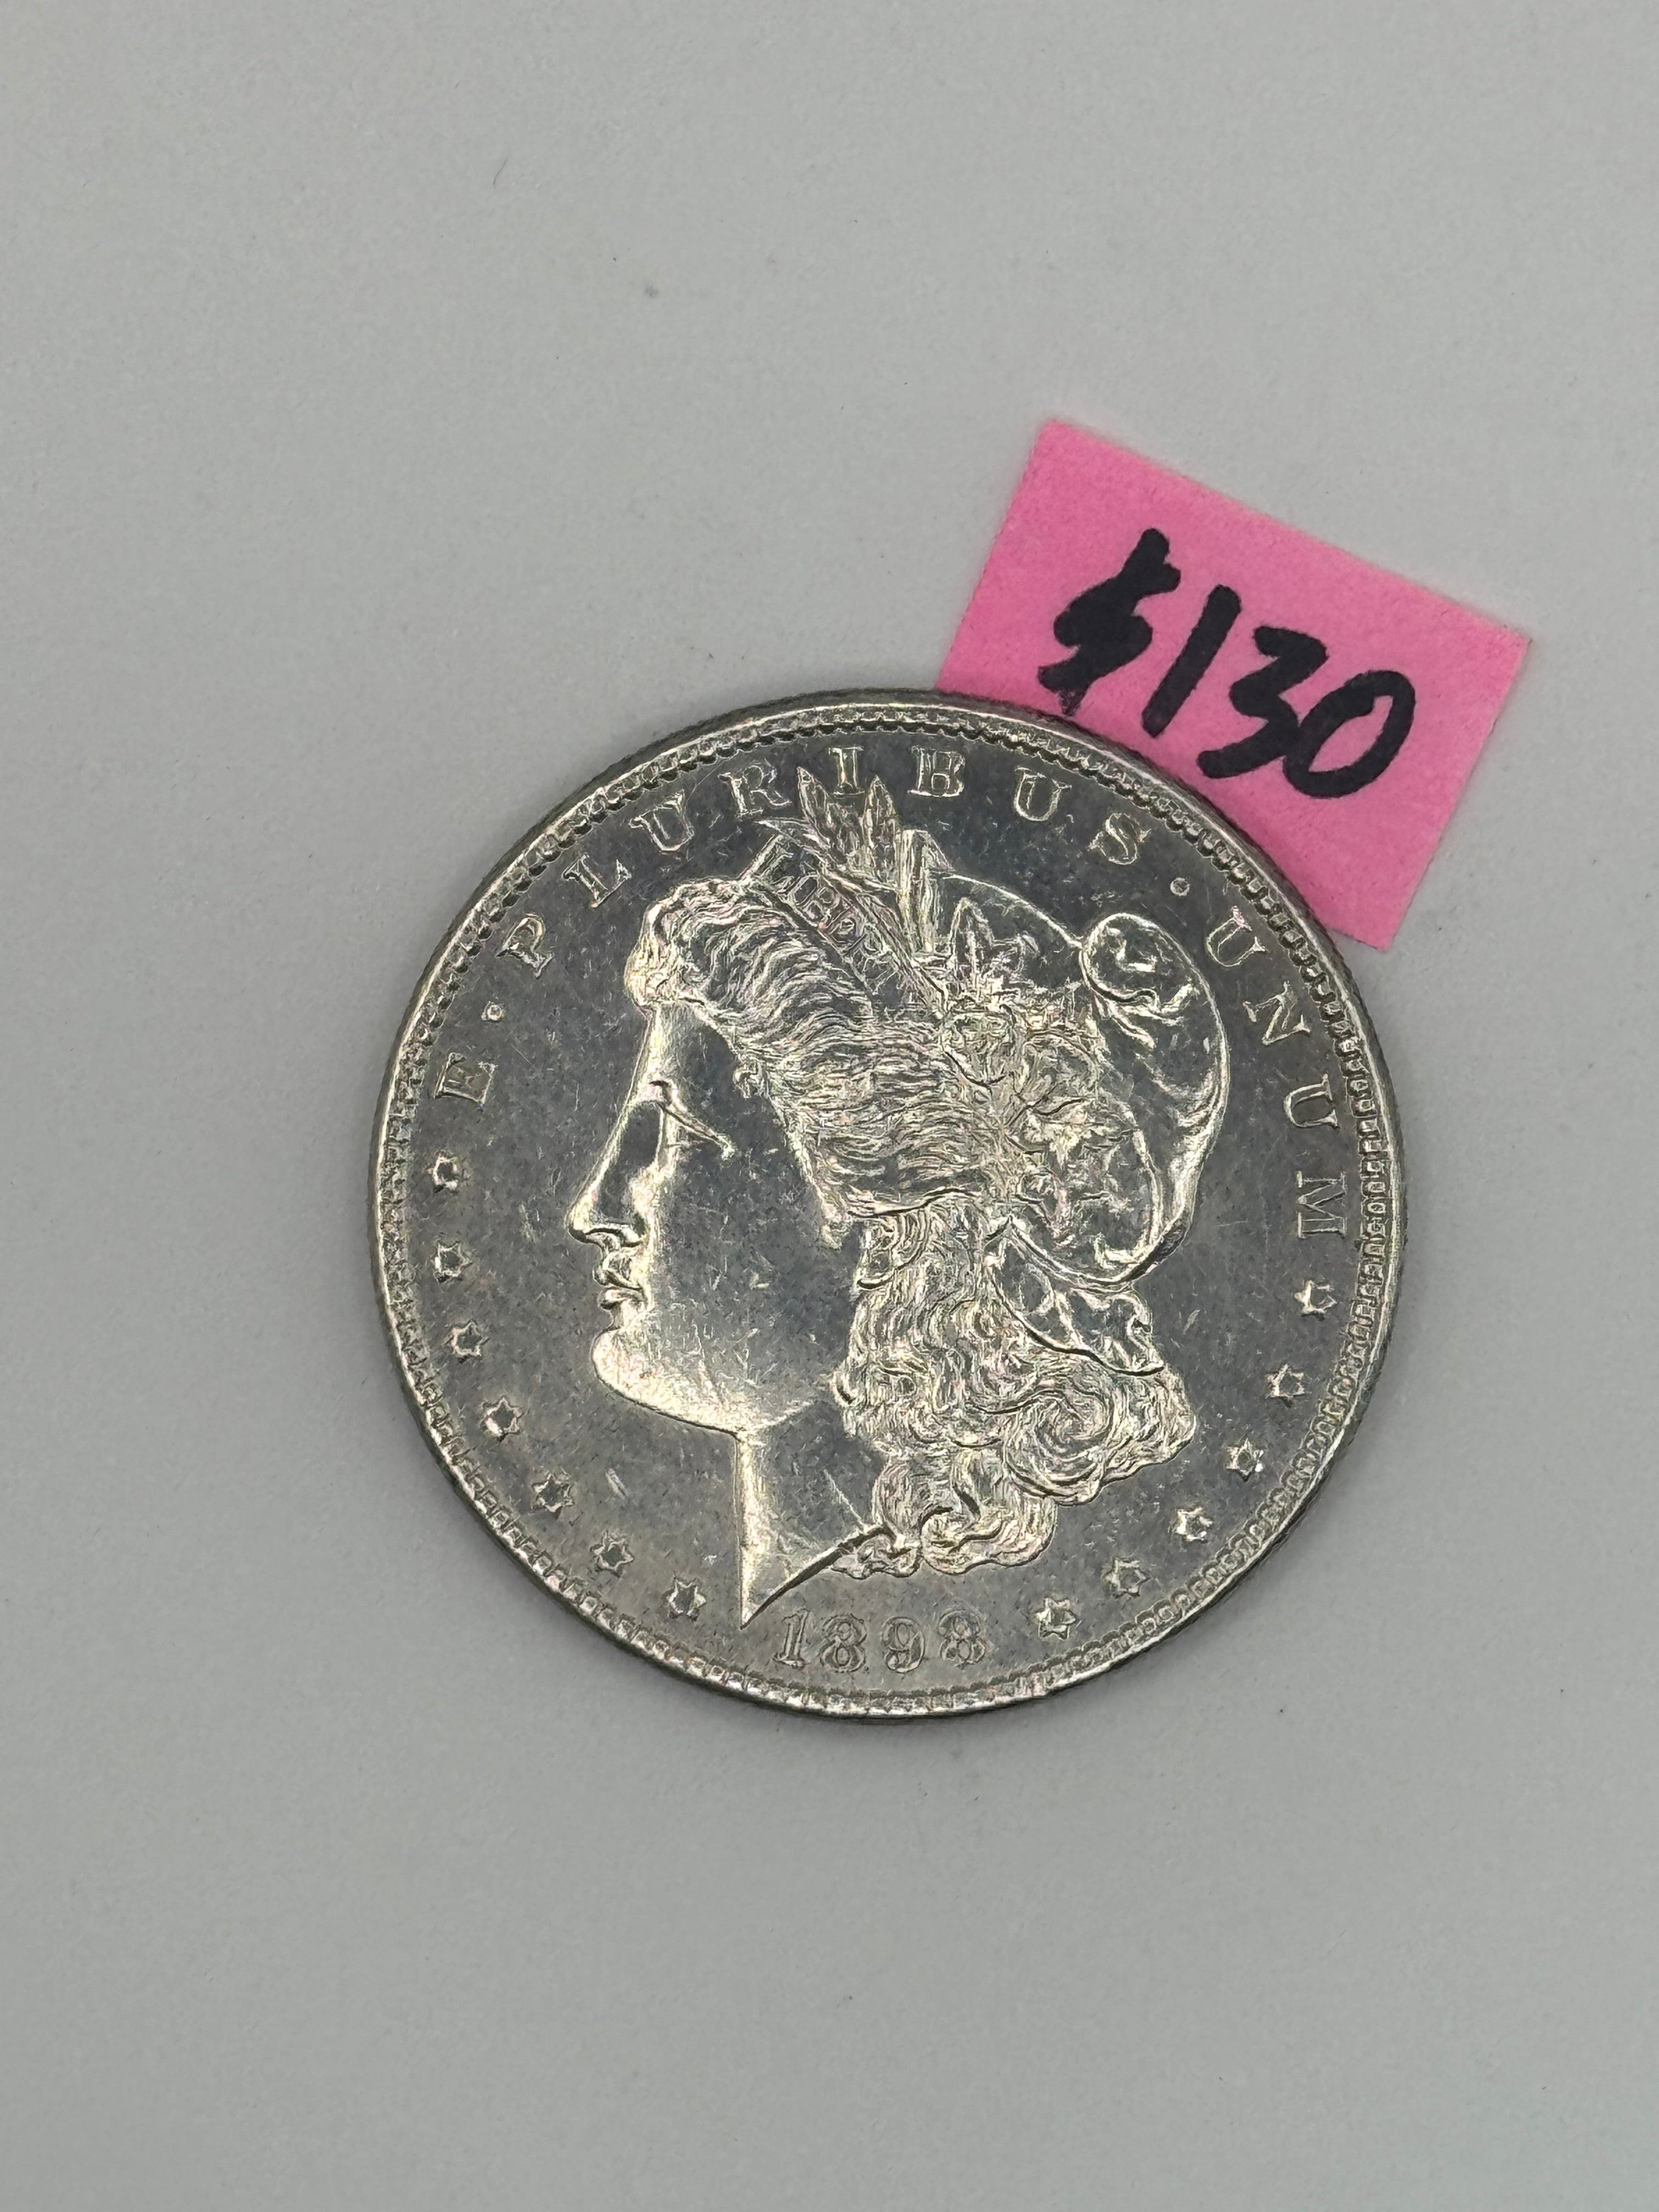 $130
E · PLURIBUS · UNUM
LIBERTY
1898